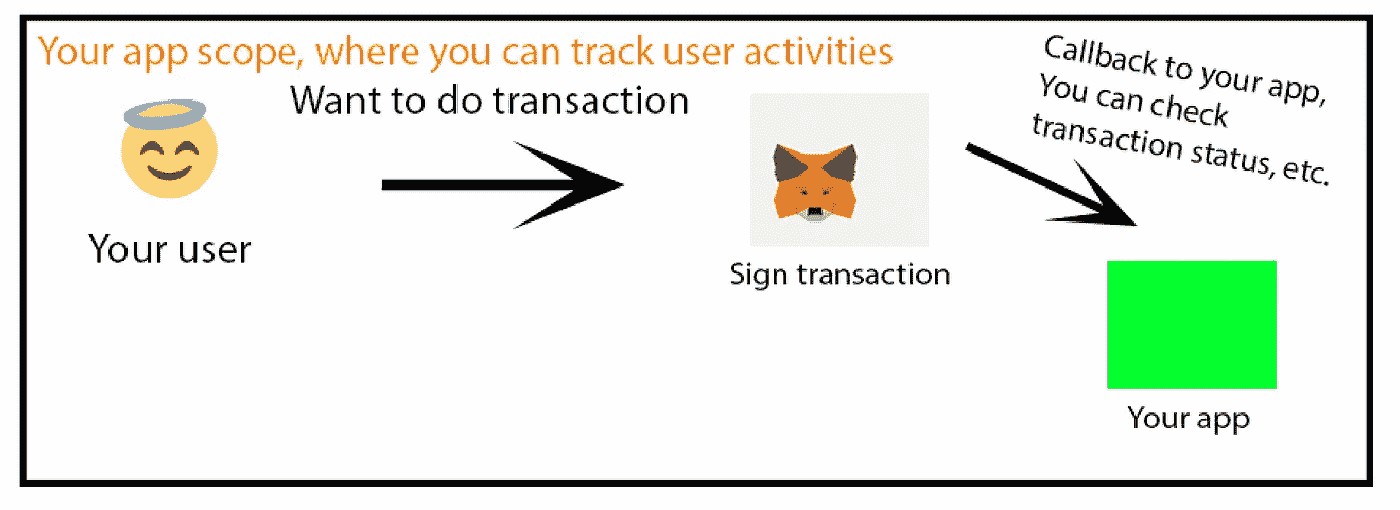 Your app scope, where you can track user activities
Want to do transaction
Callback to your app,
You can check
transaction status, etc.
Your user
Sign transaction
Your app